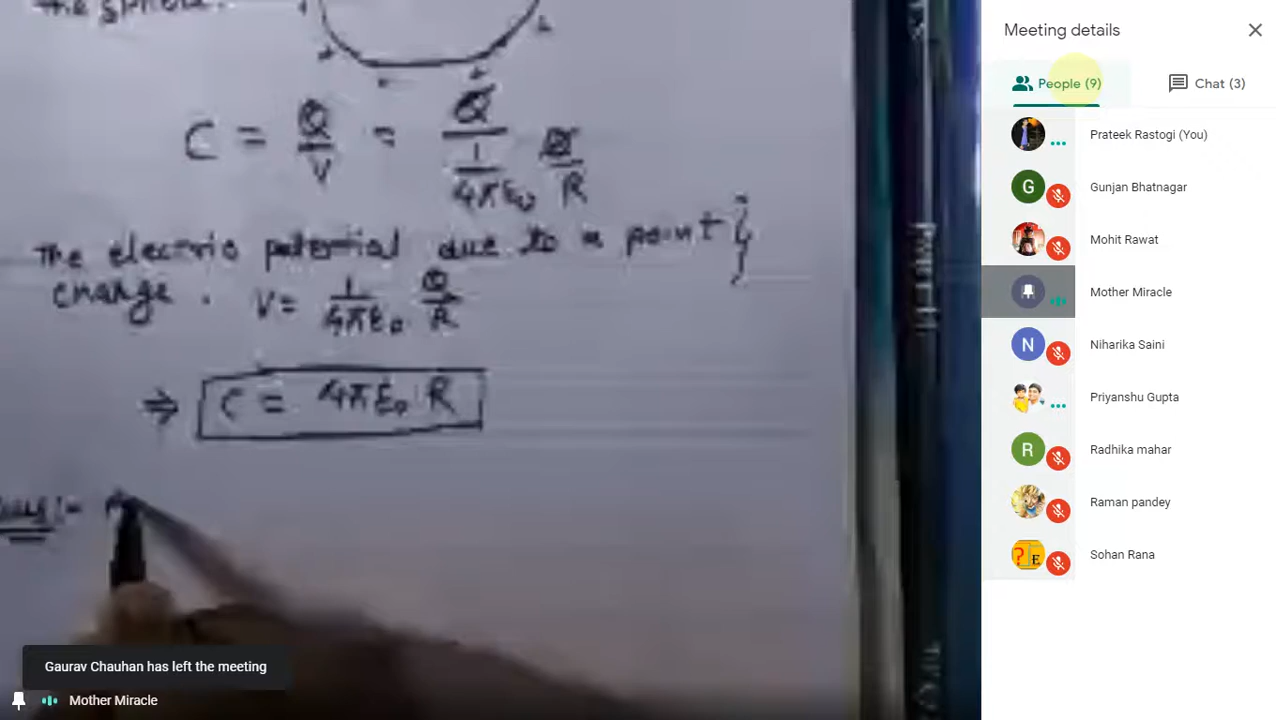 the sphere.
C = Q/V = Q / (1/4πε₀ Q/R)
The electric potential due to a point }
charge. V = 1/4πε₀ Q/R
⇒ C = 4πε₀ R
Gaurav Chauhan has left the meeting
Mother Miracle
Meeting details
People (9)
Chat (3)
Prateek Rastogi (You)
G Gunjan Bhatnagar
Mohit Rawat
Mother Miracle
N Niharika Saini
Priyanshu Gupta
R Radhika mahar
Raman pandey
? E Sohan Rana